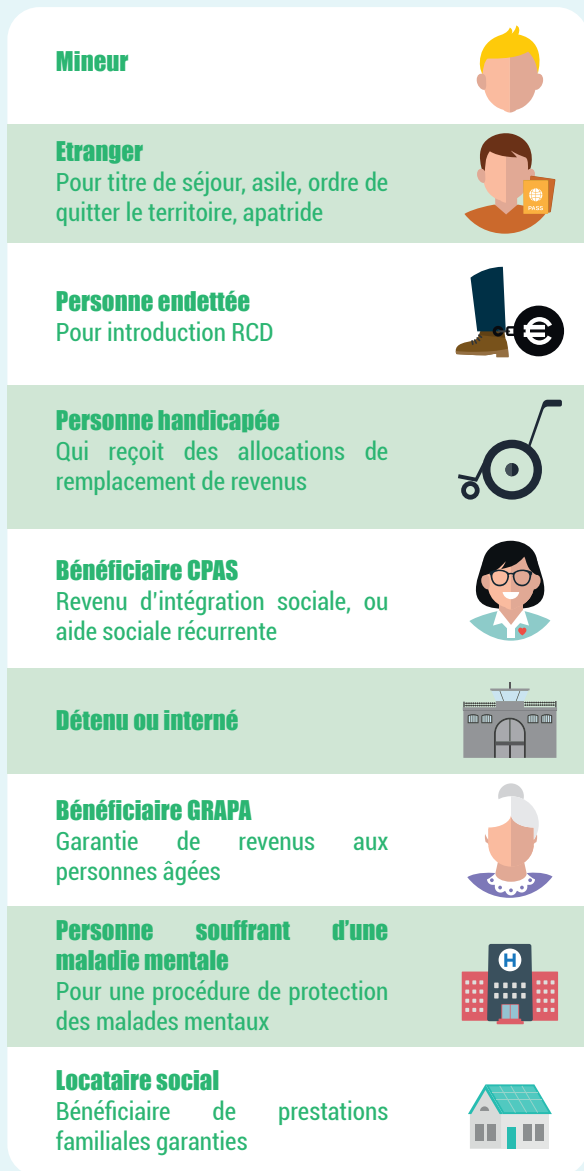 Mineur
Etranger
Pour titre de séjour, asile, ordre de
quitter le territoire, apatride
PASS
Personne endettée
Pour introduction RCD
Personne handicapée
Qui reçoit des allocations de
remplacement de revenus
Bénéficiaire CPAS
Revenu d'intégration sociale, ou
aide sociale récurrente
Détenu ou interné
Bénéficiaire GRAPA
Garantie de revenus aux
personnes âgées
Personne souffrant d'une
maladie mentale
H
Pour une procédure de protection
des malades mentaux
Locataire social
Bénéficiaire de prestations
familiales garanties